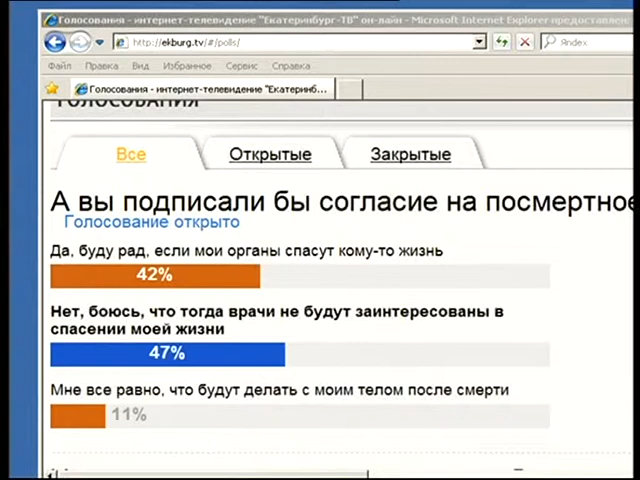 Голосования - интернет-телевидение "Екатеринбург-ТВ" он-лайн - Microsoft Internet Explorer предоставлен:
http://ekburg.tv/#/polls/
Яndex
Файл Правка Вид Избранное Сервис Справка
Голосования - интернет-телевидение "Екатеринб...
ГОЛОСОВАНИЯ
Все Открытые Закрытые
А вы подписали бы согласие на посмертное
Голосование открыто
Да, буду рад, если мои органы спасут кому-то жизнь
42%
Нет, боюсь, что тогда врачи не будут заинтересованы в
спасении моей жизни
47%
Мне все равно, что будут делать с моим телом после смерти
11%